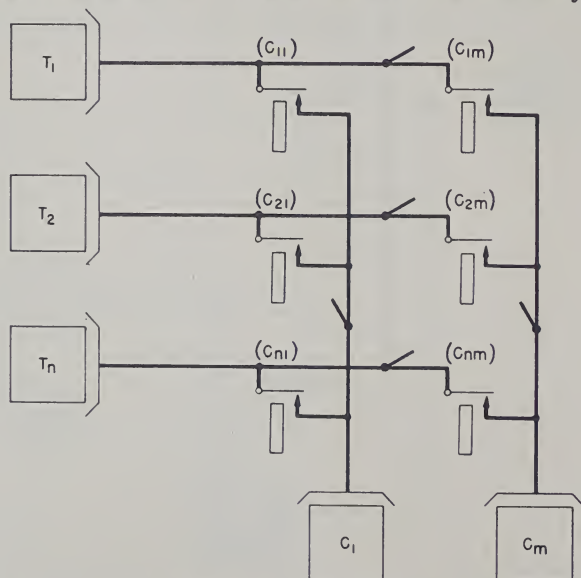 T₁
(C₁₁)
(C₁ₘ)
T₂
(C₂₁)
(C₂ₘ)
Tₙ
(Cₙ₁)
(Cₙₘ)
C₁
Cₘ